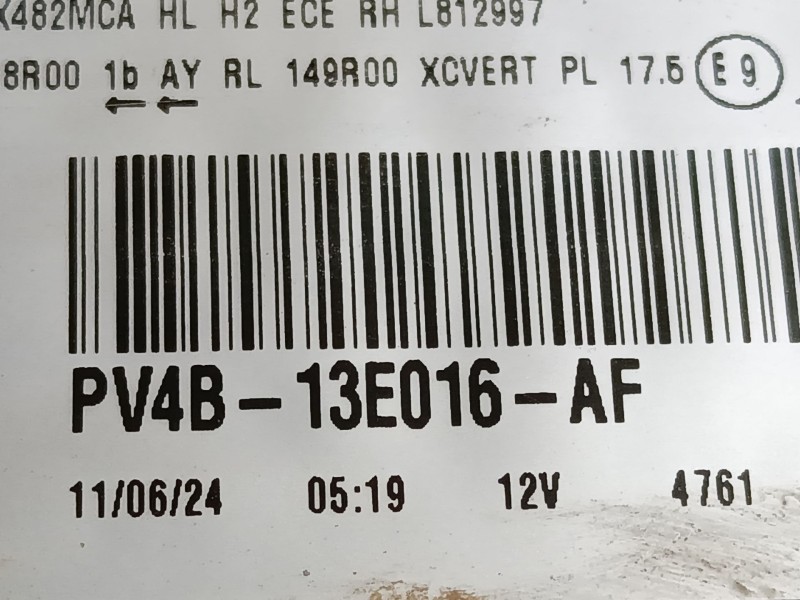 X482MCA HL H2 ECE RH L812997
8R00 1b AY RL 149R00 XCVERT PL 17.5 E9
PV4B-13E016-AF
11/06/24 05:19 12V 4761